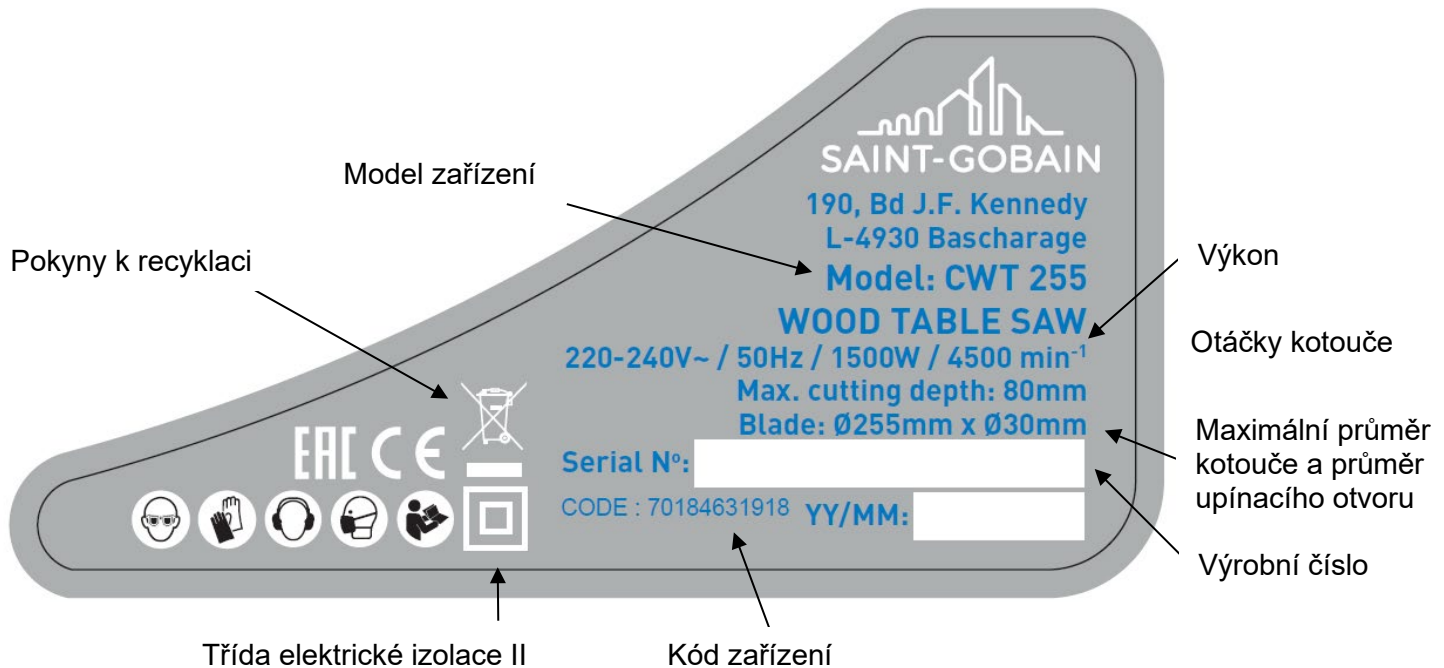 SAINT-GOBAIN
Model zařízení
190, Bd J.F. Kennedy
L-4930 Bascharage
Pokyny k recyklaci
Výkon
Model: CWT 255
WOOD TABLE SAW
Otáčky kotouče
220-240V~ / 50Hz / 1500W / 4500 min⁻¹
Max. cutting depth: 80mm
Blade: Ø255mm x Ø30mm
Maximální průměr
kotouče a průměr
upínacího otvoru
EAC CE
Serial Nº:
CODE : 70184631918 YY/MM:
Výrobní číslo
Třída elektrické izolace II
Kód zařízení